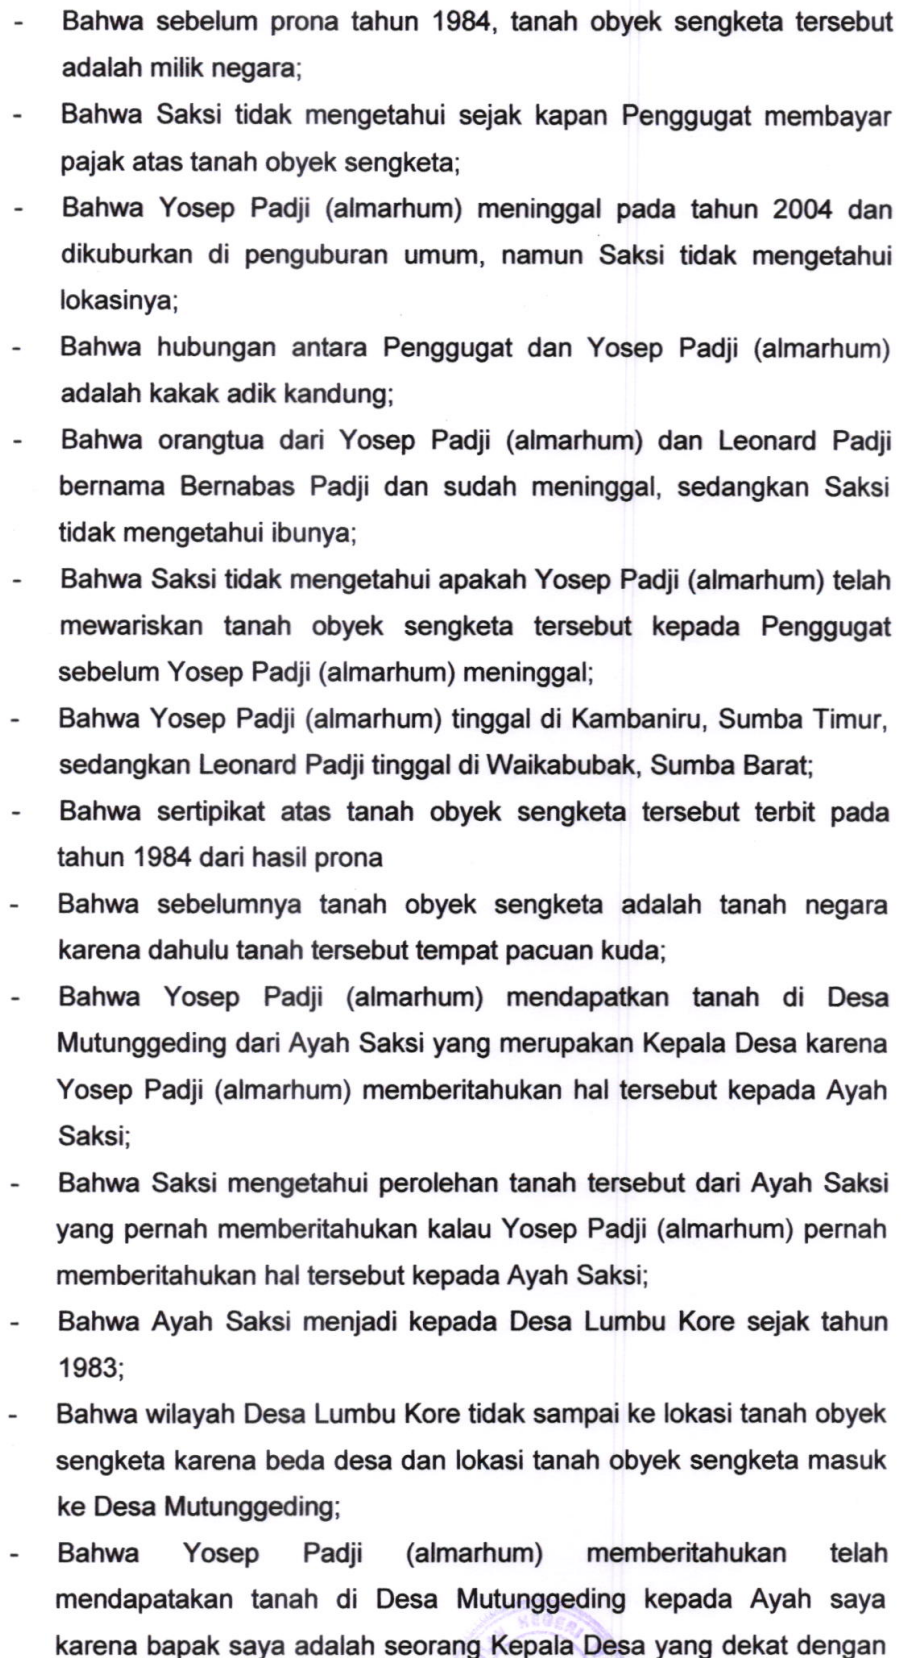 - Bahwa sebelum prona tahun 1984, tanah obyek sengketa tersebut
adalah milik negara;
- Bahwa Saksi tidak mengetahui sejak kapan Penggugat membayar
pajak atas tanah obyek sengketa;
- Bahwa Yosep Padji (almarhum) meninggal pada tahun 2004 dan
dikuburkan di penguburan umum, namun Saksi tidak mengetahui
lokasinya;
- Bahwa hubungan antara Penggugat dan Yosep Padji (almarhum)
adalah kakak adik kandung;
- Bahwa orangtua dari Yosep Padji (almarhum) dan Leonard Padji
bernama Bernabas Padji dan sudah meninggal, sedangkan Saksi
tidak mengetahui ibunya;
- Bahwa Saksi tidak mengetahui apakah Yosep Padji (almarhum) telah
mewariskan tanah obyek sengketa tersebut kepada Penggugat
sebelum Yosep Padji (almarhum) meninggal;
- Bahwa Yosep Padji (almarhum) tinggal di Kambaniru, Sumba Timur,
sedangkan Leonard Padji tinggal di Waikabubak, Sumba Barat;
- Bahwa sertipikat atas tanah obyek sengketa tersebut terbit pada
tahun 1984 dari hasil prona
- Bahwa sebelumnya tanah obyek sengketa adalah tanah negara
karena dahulu tanah tersebut tempat pacuan kuda;
- Bahwa Yosep Padji (almarhum) mendapatkan tanah di Desa
Mutunggeding dari Ayah Saksi yang merupakan Kepala Desa karena
Yosep Padji (almarhum) memberitahukan hal tersebut kepada Ayah
Saksi;
- Bahwa Saksi mengetahui perolehan tanah tersebut dari Ayah Saksi
yang pernah memberitahukan kalau Yosep Padji (almarhum) pernah
memberitahukan hal tersebut kepada Ayah Saksi;
- Bahwa Ayah Saksi menjadi kepada Desa Lumbu Kore sejak tahun
1983;
- Bahwa wilayah Desa Lumbu Kore tidak sampai ke lokasi tanah obyek
sengketa karena beda desa dan lokasi tanah obyek sengketa masuk
ke Desa Mutunggeding;
- Bahwa Yosep Padji (almarhum) memberitahukan telah
mendapatakan tanah di Desa Mutunggeding kepada Ayah saya
karena bapak saya adalah seorang Kepala Desa yang dekat dengan